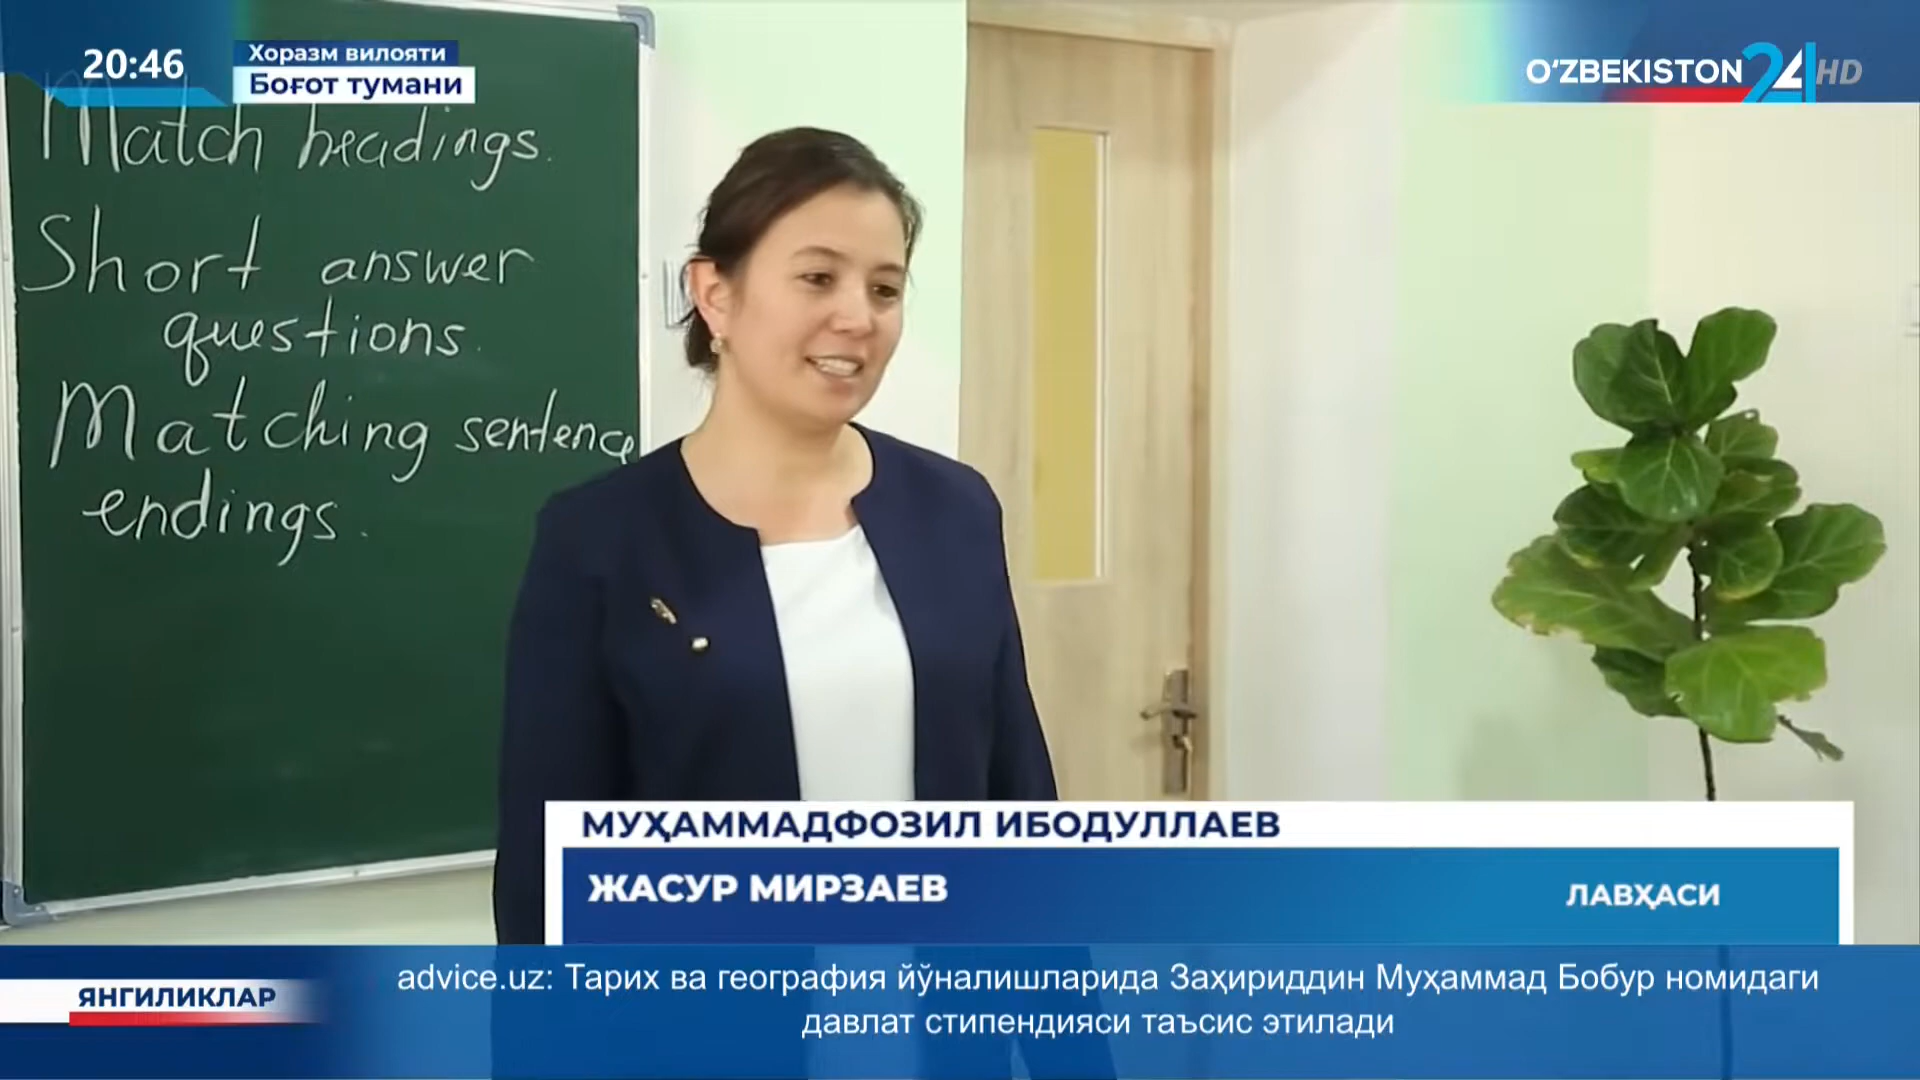 20:46
Хоразм вилояти
Боғот тумани
O‘ZBEKISTON 24 HD
Match headings.
Short answer
questions.
Matching sentence
endings.
МУҲАММАДФОЗИЛ ИБОДУЛЛАЕВ
ЖАСУР МИРЗАЕВ
ЛАВҲАСИ
ЯНГИЛИКЛАР
advice.uz: Тарих ва география йўналишларида Заҳириддин Муҳаммад Бобур номидаги
давлат стипендияси таъсис этилади